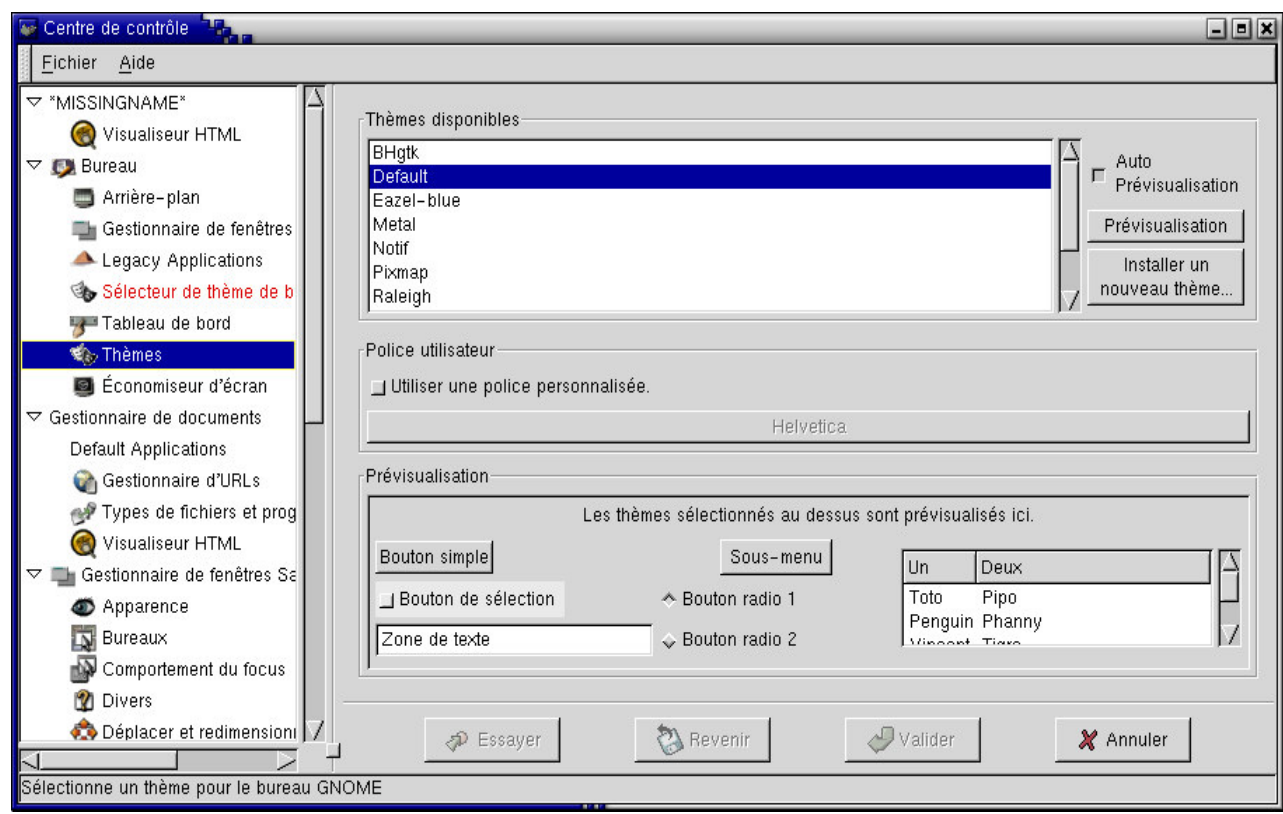 Centre de contrôle
Fichier Aide
*MISSINGNAME*
Visualiseur HTML
Bureau
Arrière-plan
Gestionnaire de fenêtres
Legacy Applications
Sélecteur de thème de b
Tableau de bord
Thèmes
Économiseur d'écran
Gestionnaire de documents
Default Applications
Gestionnaire d'URLs
Types de fichiers et prog
Visualiseur HTML
Gestionnaire de fenêtres Sa
Apparence
Bureaux
Comportement du focus
Divers
Déplacer et redimensionn
Thèmes disponibles
BHgtk
Default
Eazel-blue
Metal
Notif
Pixmap
Raleigh
Auto
Prévisualisation
Prévisualisation
Installer un
nouveau thème...
Police utilisateur
Utiliser une police personnalisée.
Helvetica
Prévisualisation
Les thèmes sélectionnés au dessus sont prévisualisés ici.
Bouton simple
Sous-menu
Bouton de sélection
Bouton radio 1
Zone de texte
Bouton radio 2
Un Deux
Toto Pipo
Penguin Phanny
Essayer
Revenir
Valider
Annuler
Sélectionne un thème pour le bureau GNOME